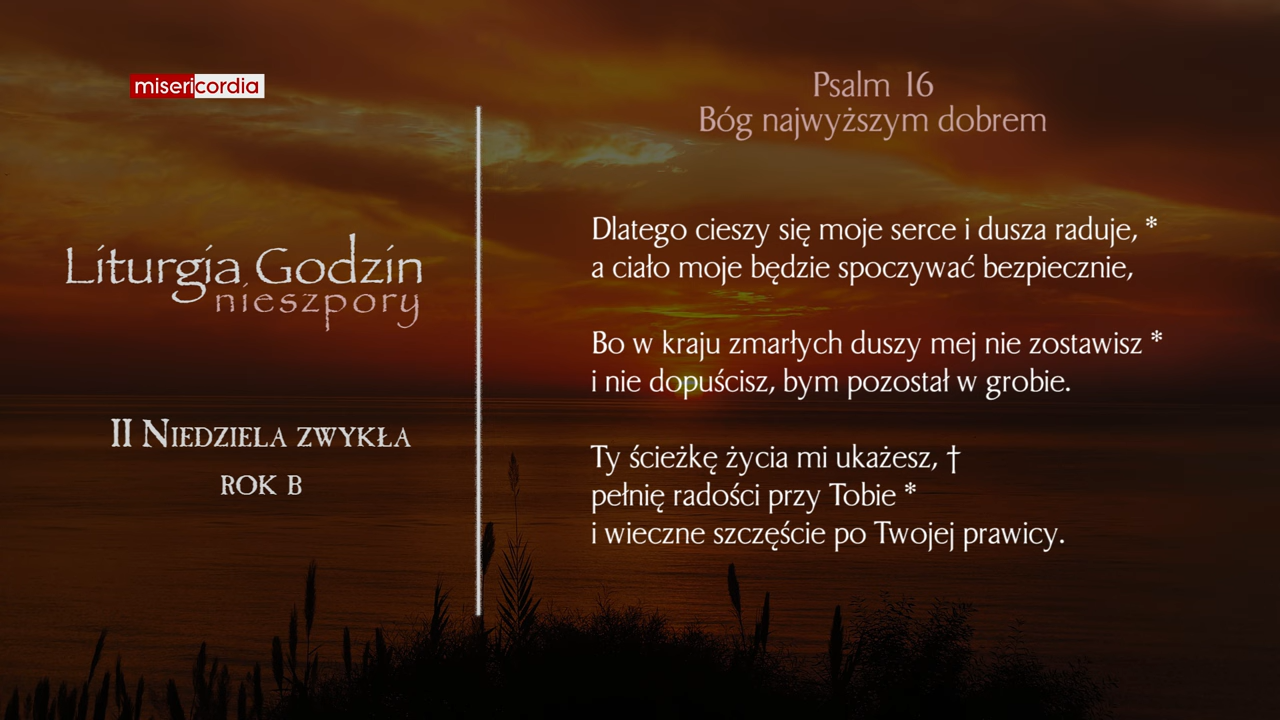 misericordia
Liturgia Godzin
nieszpory
II Niedziela zwykła
rok B
Psalm 16
Bóg najwyższym dobrem
Dlatego cieszy się moje serce i dusza raduje, *
a ciało moje będzie spoczywać bezpiecznie,
Bo w kraju zmarłych duszy mej nie zostawisz *
i nie dopuścisz, bym pozostał w grobie.
Ty ścieżkę życia mi ukażesz, †
pełnię radości przy Tobie *
i wieczne szczęście po Twojej prawicy.